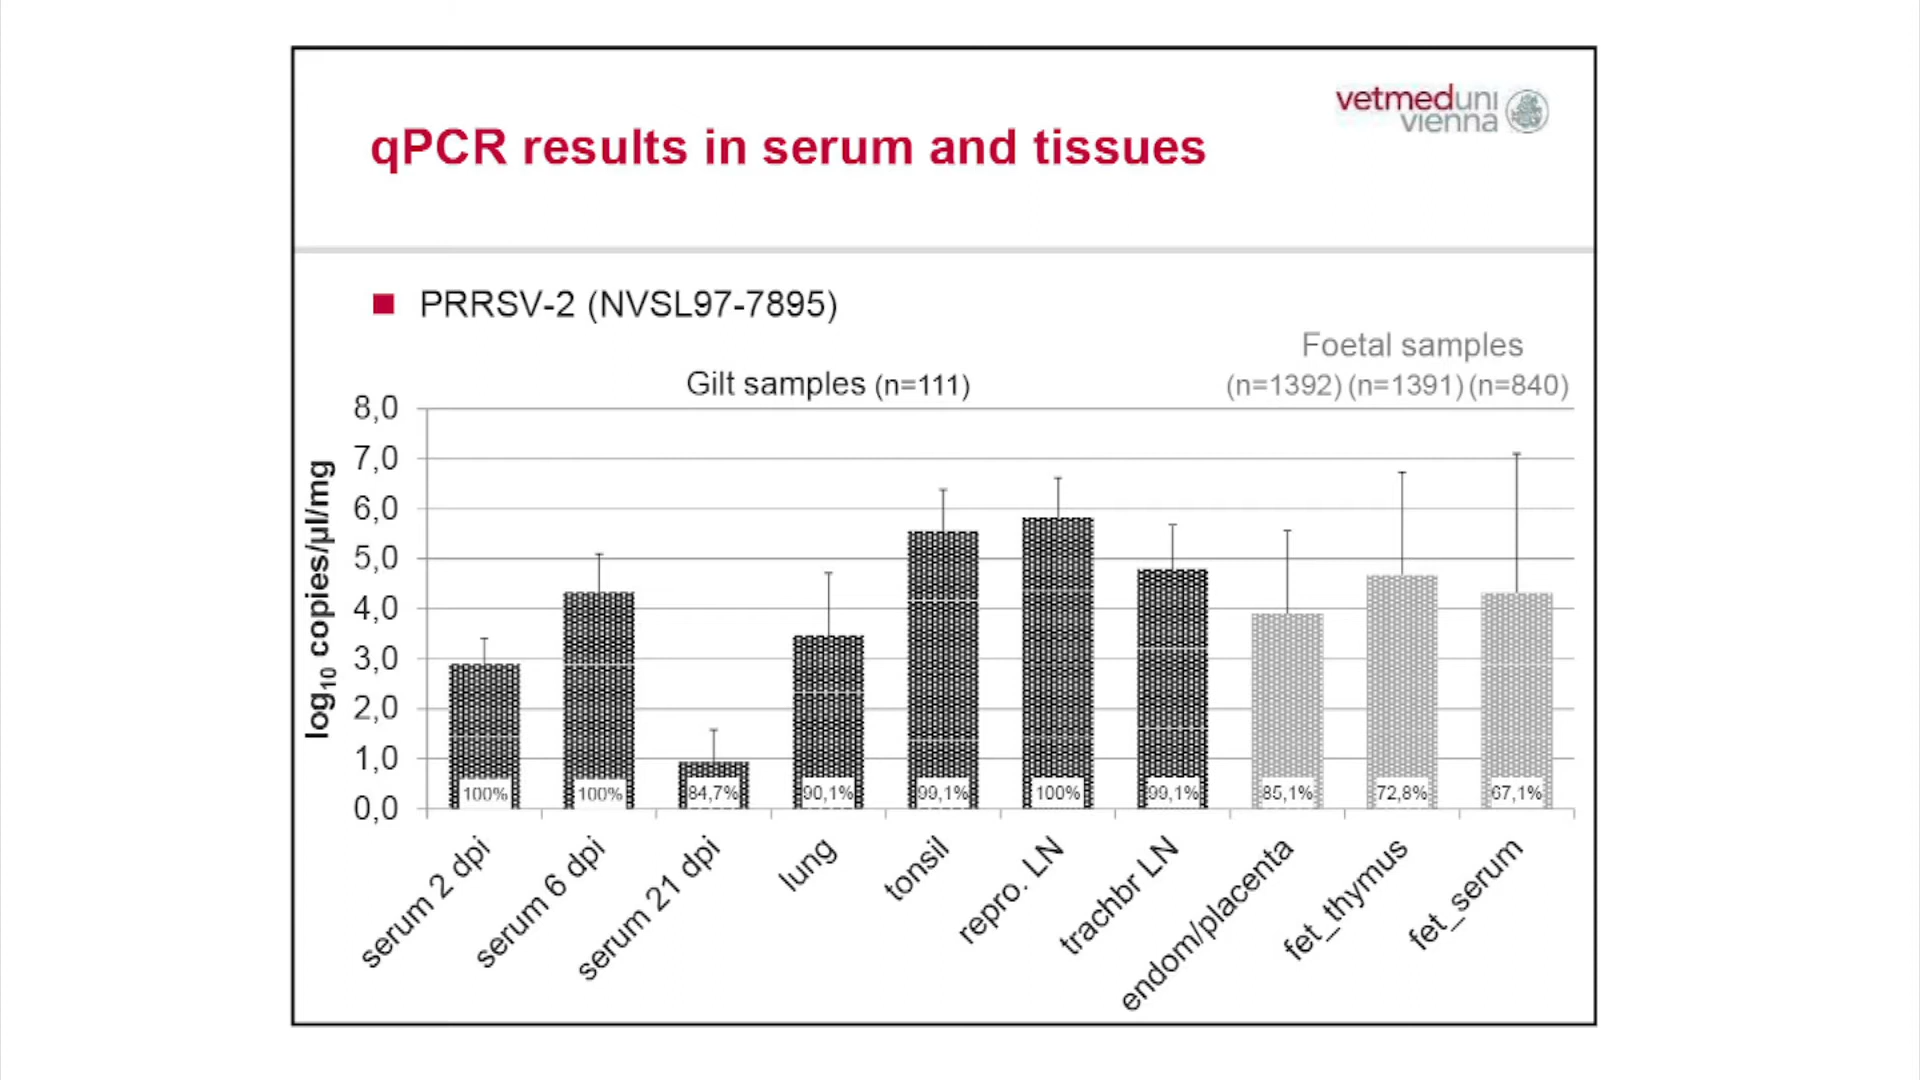 vetmeduni
vienna
qPCR results in serum and tissues
PRRSV-2 (NVSL97-7895)
Foetal samples
Gilt samples (n=111)
(n=1392) (n=1391) (n=840)
8,0
7,0
6,0
5,0
4,0
3,0
2,0
1,0
0,0
log10 copies/µl/mg
100%
100%
84,7%
90,1%
99,1%
100%
99,1%
85,1%
72,8%
67,1%
serum 2 dpi
serum 6 dpi
serum 21 dpi
lung
tonsil
repro. LN
trachbr LN
endom/placenta
fet_thymus
fet_serum